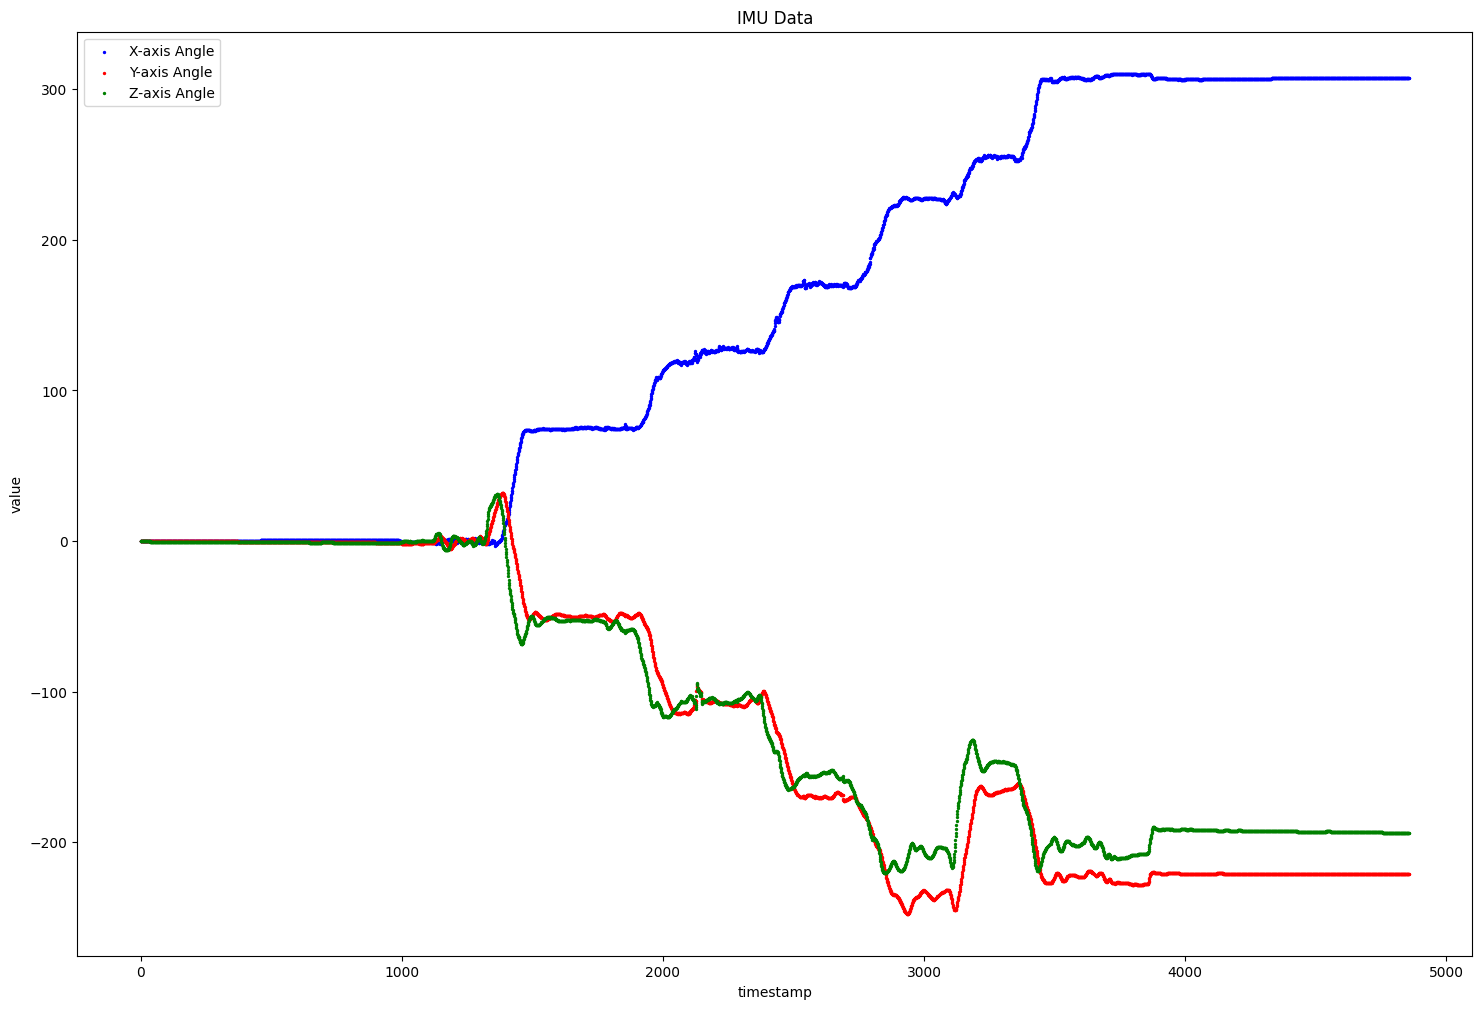 IMU Data
X-axis Angle
Y-axis Angle
Z-axis Angle
300
200
100
0
−100
−200
value
0 1000 2000 3000 4000 5000
timestamp